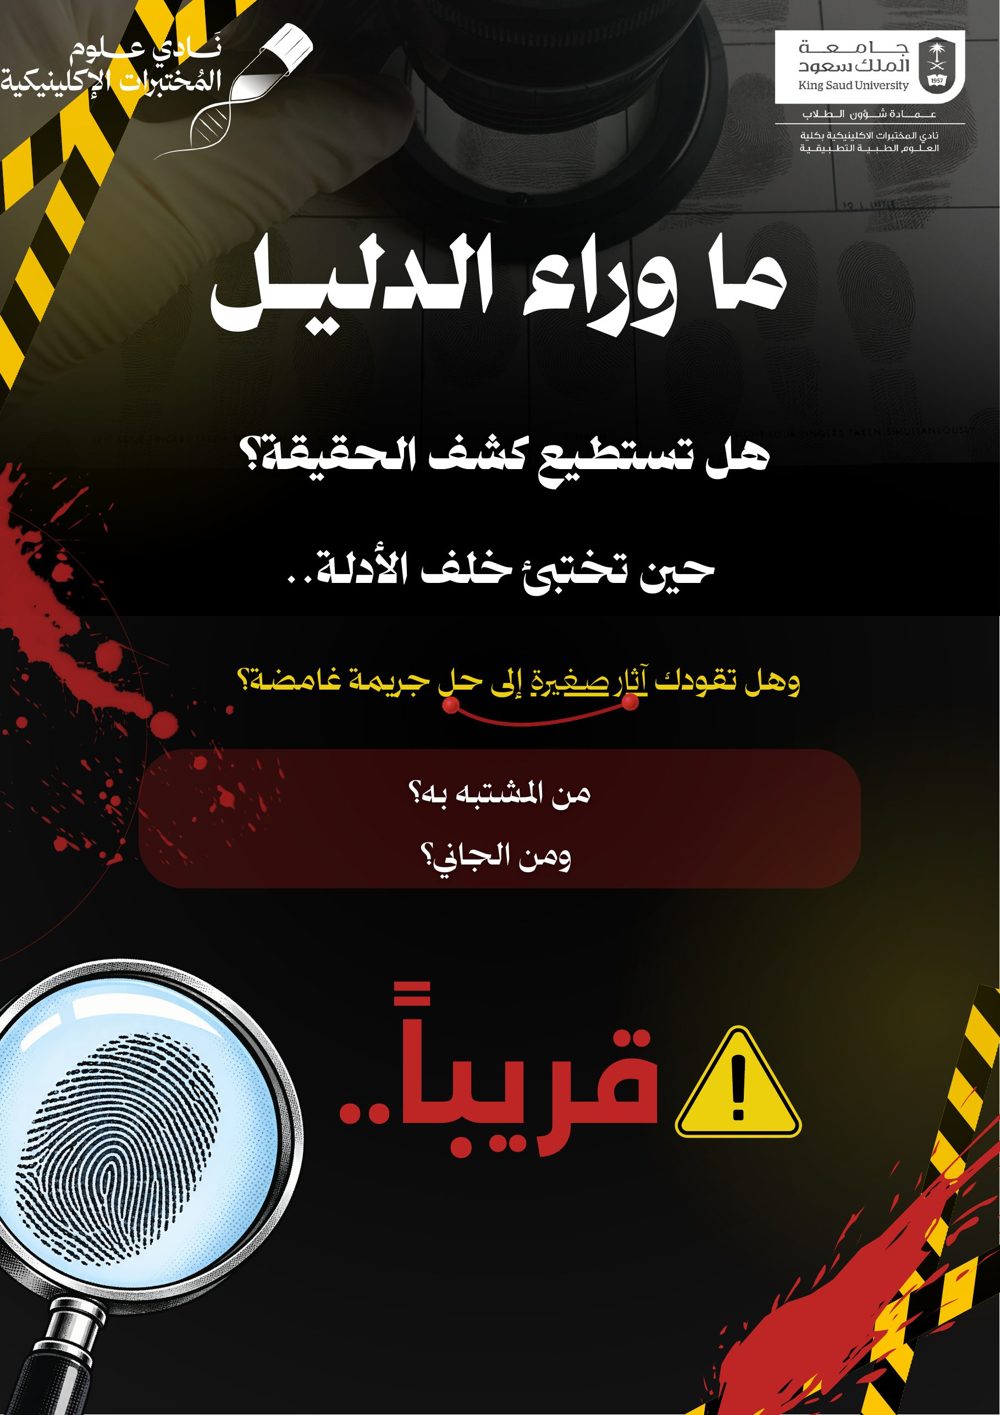 نَادي علوم
المُختبرات الإكلينيكية
جامعة
الملك سعود
King Saud University
1957
عمادة شؤون الطلاب
نادي المختبرات الاكلينيكية بكلية
العلوم الطبية التطبيقية
ما وراء الدليل
هل تستطيع كشف الحقيقة؟
حين تختبئ خلف الأدلة..
وهل تقودك آثار صغيرة إلى حل جريمة غامضة؟
من المشتبه به؟
ومن الجاني؟
قريباً..